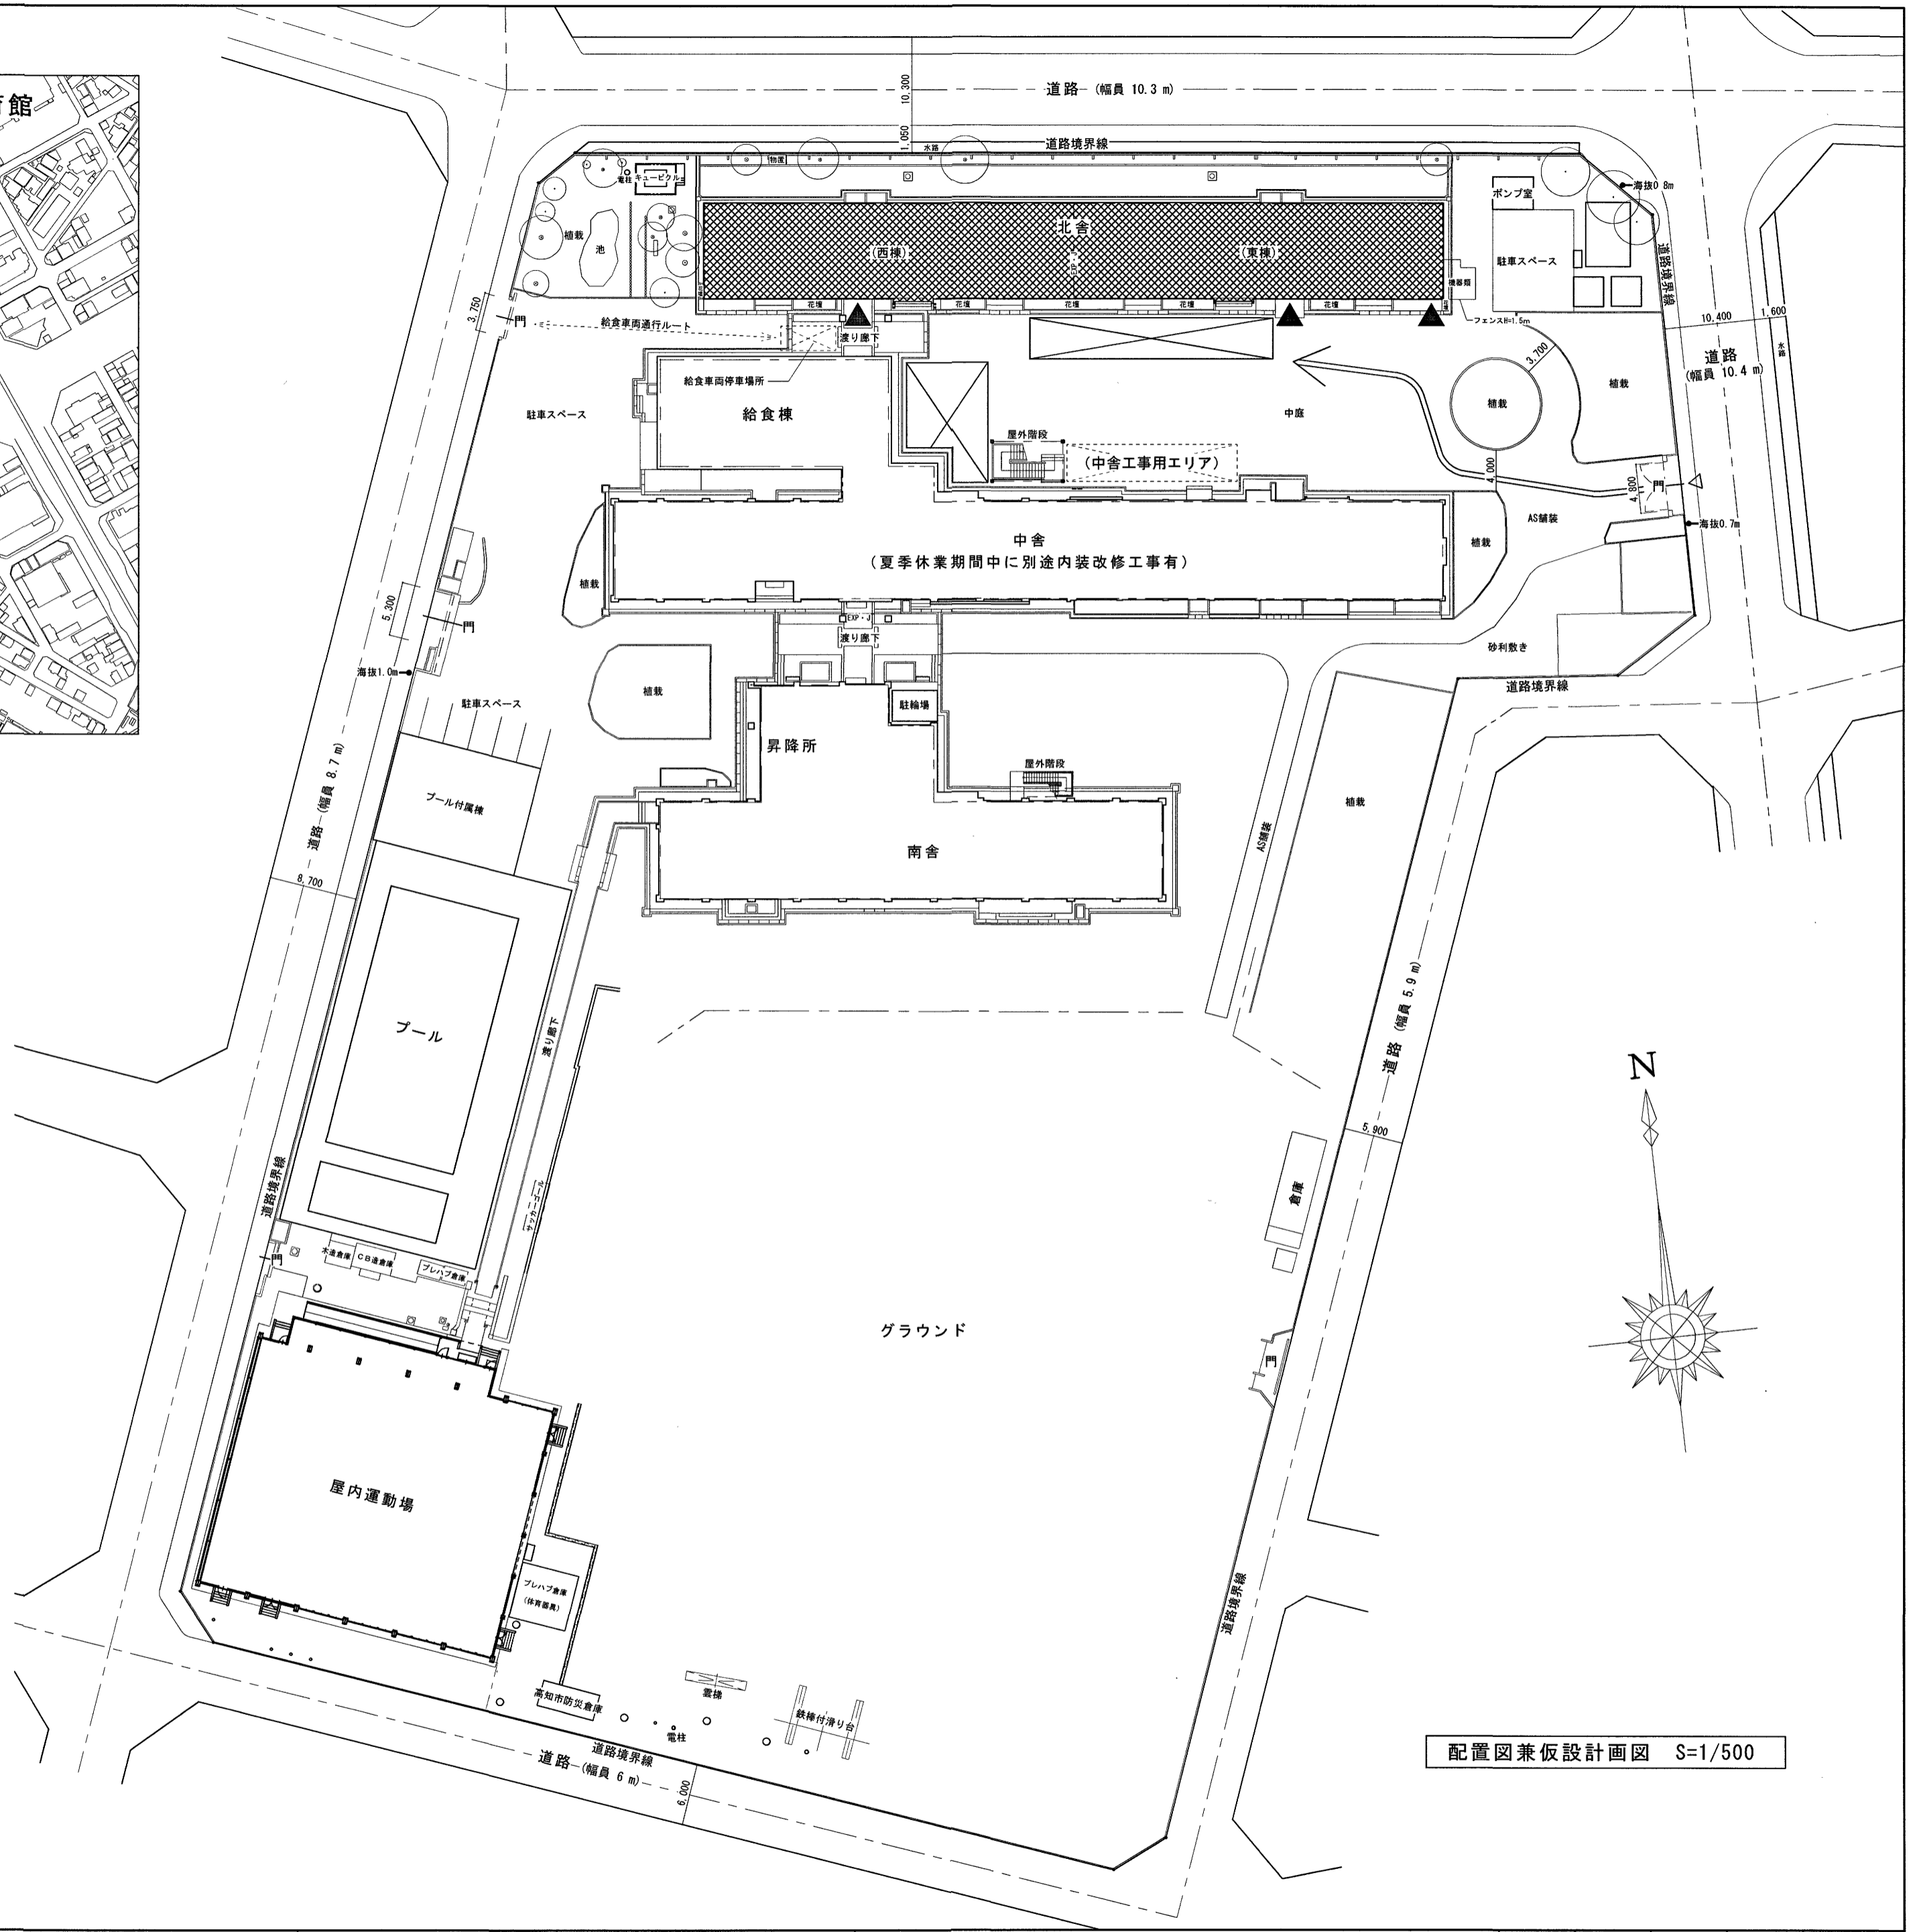 館
10,300
道路 (幅員 10.3 m)
1,050
水路
道路境界線
物置
電柱
キュービクル
ポンプ室
海抜0.8m
植栽
池
北舎
(西棟)
EXP・J
(東棟)
駐車スペース
機器類
道路境界線
花壇
花壇
花壇
花壇
花壇
3,750
門
給食車両通行ルート
渡り廊下
フェンスH=1.5m
10,400
1,600
水路
道路
(幅員 10.4 m)
3,700
給食車両停車場所
植栽
植栽
駐車スペース
給食棟
中庭
屋外階段
(中舎工事用エリア)
4,000
4,800
門
AS舗装
海抜0.7m
中舎
(夏季休業期間中に別途内装改修工事有)
植栽
植栽
5,300
門
EXP・J
渡り廊下
砂利敷き
海抜1.0m
植栽
道路境界線
駐車スペース
駐輪場
昇降所
道路 (幅員 8.7 m)
屋外階段
プール付属棟
植栽
AS舗装
南舎
8,700
道路 (幅員 5.9 m)
プール
渡り廊下
N
5,900
道路境界線
サッカーゴール
倉庫
門
木造倉庫
CB造倉庫
プレハブ倉庫
グラウンド
門
屋内運動場
プレハブ倉庫
(体育器具)
道路境界線
高知市防災倉庫
雲梯
鉄棒付滑り台
電柱
道路境界線
道路 (幅員 6 m)
6,000
配置図兼仮設計画図 S=1/500